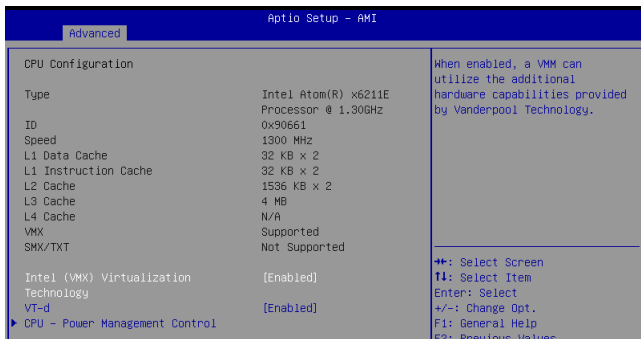 Aptio Setup – AMI
Advanced
CPU Configuration
Type Intel Atom(R) x6211E
Processor @ 1.30GHz
ID 0x90661
Speed 1300 MHz
L1 Data Cache 32 KB x 2
L1 Instruction Cache 32 KB x 2
L2 Cache 1536 KB x 2
L3 Cache 4 MB
L4 Cache N/A
VMX Supported
SMX/TXT Not Supported
Intel (VMX) Virtualization [Enabled]
Technology
VT-d [Enabled]
CPU – Power Management Control
When enabled, a VMM can
utilize the additional
hardware capabilities provided
by Vanderpool Technology.
→←: Select Screen
↑↓: Select Item
Enter: Select
+/-: Change Opt.
F1: General Help
F2: Previous Values